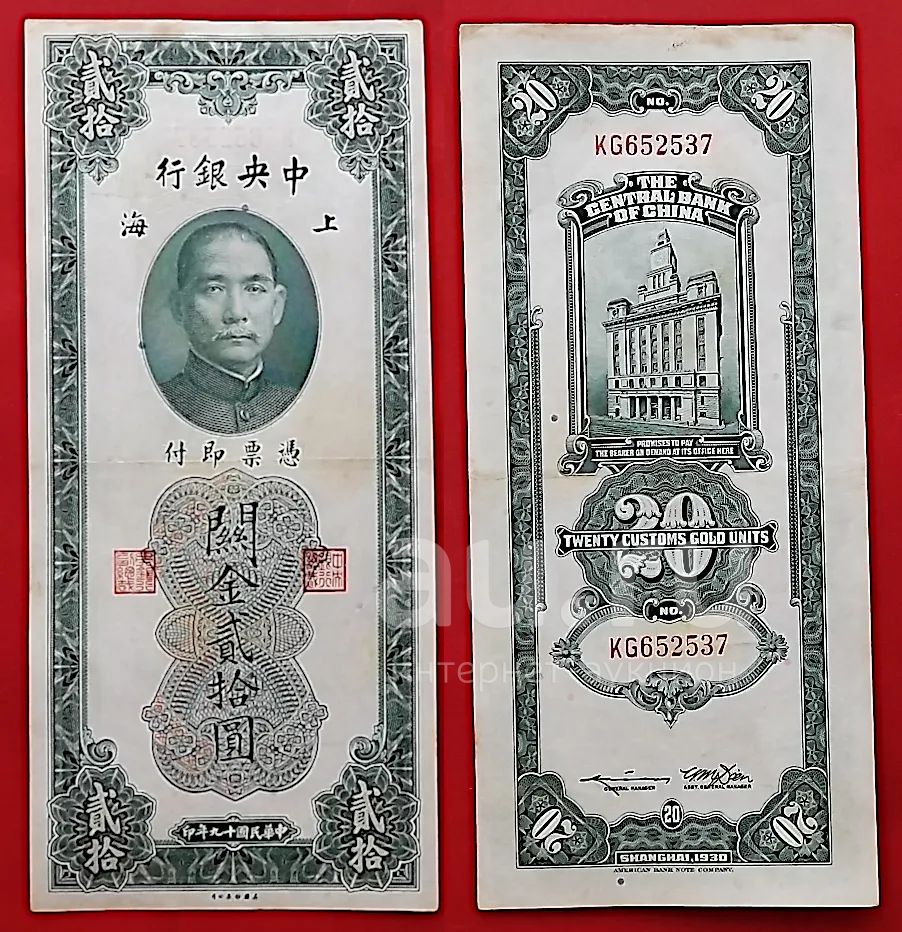 貳拾
貳拾
中央銀行
上海
憑票即付
關金貳拾圓
貳拾
貳拾
中華民國十九年印
20
20
NO.
KG652537
THE
CENTRAL BANK
OF CHINA
PROMISES TO PAY
THE BEARER ON DEMAND AT ITS OFFICE HERE
20
TWENTY CUSTOMS GOLD UNITS
NO.
KG652537
GENERAL MANAGER
ASST. GENERAL MANAGER
20
20
20
SHANGHAI, 1930
AMERICAN BANK NOTE COMPANY.
au
интернет-аукцион